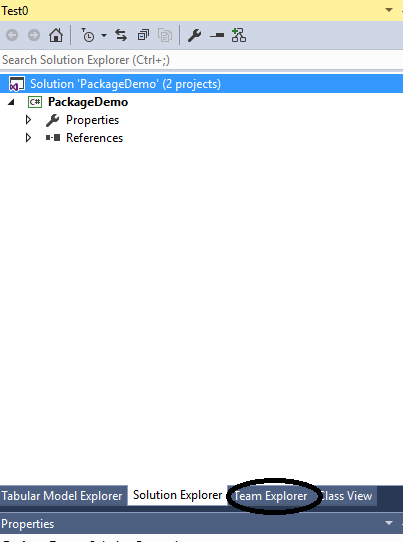 Test0
Search Solution Explorer (Ctrl+;)
Solution 'PackageDemo' (2 projects)
C# PackageDemo
Properties
References
Tabular Model Explorer Solution Explorer Team Explorer Class View
Properties